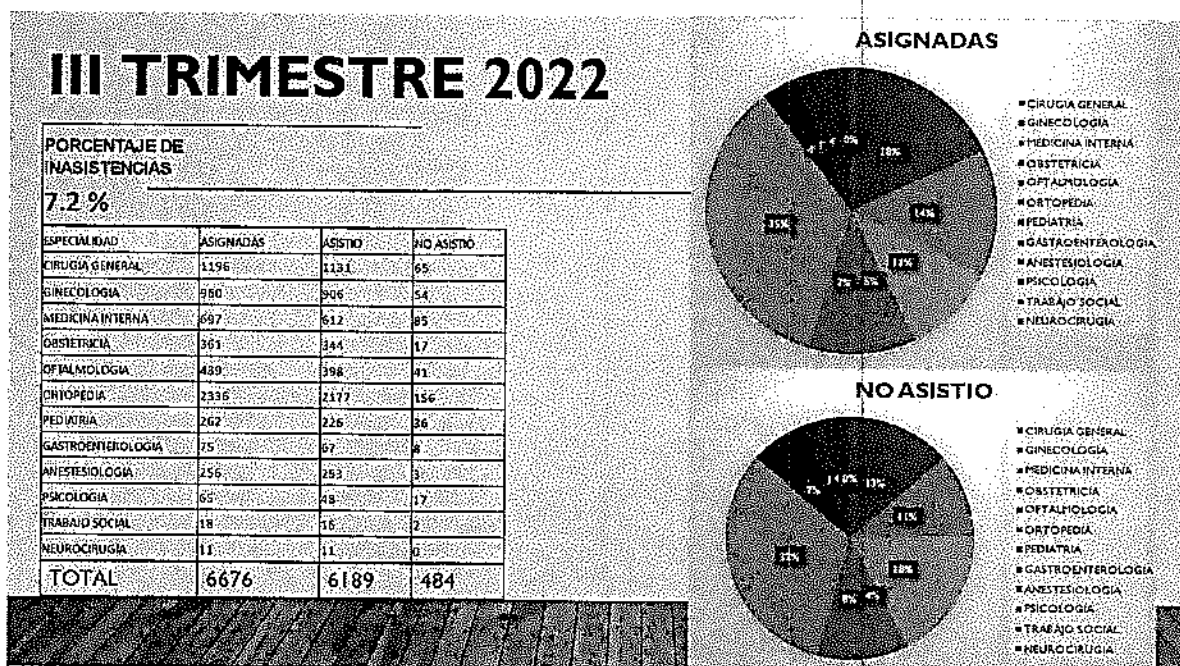 III TRIMESTRE 2022
PORCENTAJE DE
INASISTENCIAS
7.2 %
ESPECIALIDAD ASIGNADAS ASISTIO NO ASISTIO
CIRUGIA GENERAL 1196 1131 65
GINECOLOGIA 960 906 54
MEDICINA INTERNA 697 612 85
OBSTETRICIA 361 344 17
OFTALMOLOGIA 439 398 41
ORTOPEDIA 2336 2177 156
PEDIATRIA 262 226 36
GASTROENTEROLOGIA 75 67 8
ANESTESIOLOGIA 256 253 3
PSICOLOGIA 65 48 17
TRABAJO SOCIAL 18 16 2
NEUROCIRUGIA 11 11 0
TOTAL 6676 6189 484
ASIGNADAS
0%
18%
14%
11%
5%
35%
CIRUGIA GENERAL
GINECOLOGIA
MEDICINA INTERNA
OBSTETRICIA
OFTALMOLOGIA
ORTOPEDIA
PEDIATRIA
GASTROENTEROLOGIA
ANESTESIOLOGIA
PSICOLOGIA
TRABAJO SOCIAL
NEUROCIRUGIA
NO ASISTIO
0%
13%
11%
18%
4%
8%
32%
7%
CIRUGIA GENERAL
GINECOLOGIA
MEDICINA INTERNA
OBSTETRICIA
OFTALMOLOGIA
ORTOPEDIA
PEDIATRIA
GASTROENTEROLOGIA
ANESTESIOLOGIA
PSICOLOGIA
TRABAJO SOCIAL
NEUROCIRUGIA